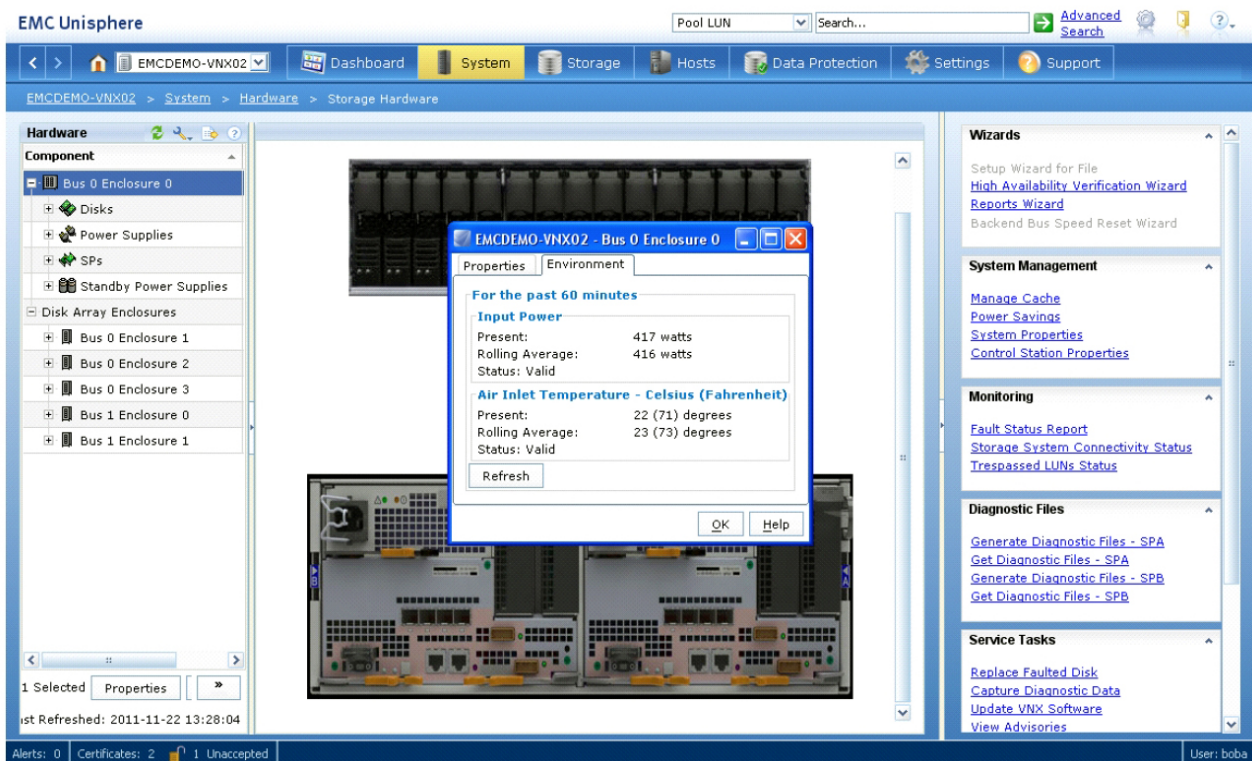 EMC Unisphere
Pool LUN
Search...
Advanced
Search
EMCDEMO-VNX02
Dashboard
System
Storage
Hosts
Data Protection
Settings
Support
EMCDEMO-VNX02 > System > Hardware > Storage Hardware
Hardware
Component
Bus 0 Enclosure 0
Disks
Power Supplies
SPs
Standby Power Supplies
Disk Array Enclosures
Bus 0 Enclosure 1
Bus 0 Enclosure 2
Bus 0 Enclosure 3
Bus 1 Enclosure 0
Bus 1 Enclosure 1
1 Selected
Properties
»
st Refreshed: 2011-11-22 13:28:04
EMCDEMO-VNX02 - Bus 0 Enclosure 0
Properties
Environment
For the past 60 minutes
Input Power
Present: 417 watts
Rolling Average: 416 watts
Status: Valid
Air Inlet Temperature - Celsius (Fahrenheit)
Present: 22 (71) degrees
Rolling Average: 23 (73) degrees
Status: Valid
Refresh
OK
Help
B
A
Wizards
Setup Wizard for File
High Availability Verification Wizard
Reports Wizard
Backend Bus Speed Reset Wizard
System Management
Manage Cache
Power Savings
System Properties
Control Station Properties
Monitoring
Fault Status Report
Storage System Connectivity Status
Trespassed LUNs Status
Diagnostic Files
Generate Diagnostic Files - SPA
Get Diagnostic Files - SPA
Generate Diagnostic Files - SPB
Get Diagnostic Files - SPB
Service Tasks
Replace Faulted Disk
Capture Diagnostic Data
Update VNX Software
View Advisories
Alerts: 0
Certificates: 2
1 Unaccepted
User: boba